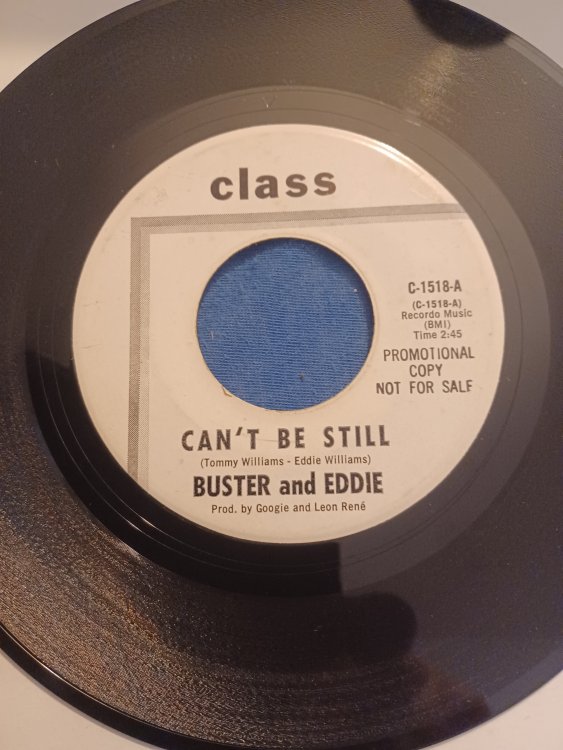 class
C-1518-A
(C-1518-A)
Recordo Music
(BMI)
Time 2:45
PROMOTIONAL
COPY
NOT FOR SALE
CAN'T BE STILL
(Tommy Williams - Eddie Williams)
BUSTER and EDDIE
Prod. by Googie and Leon René